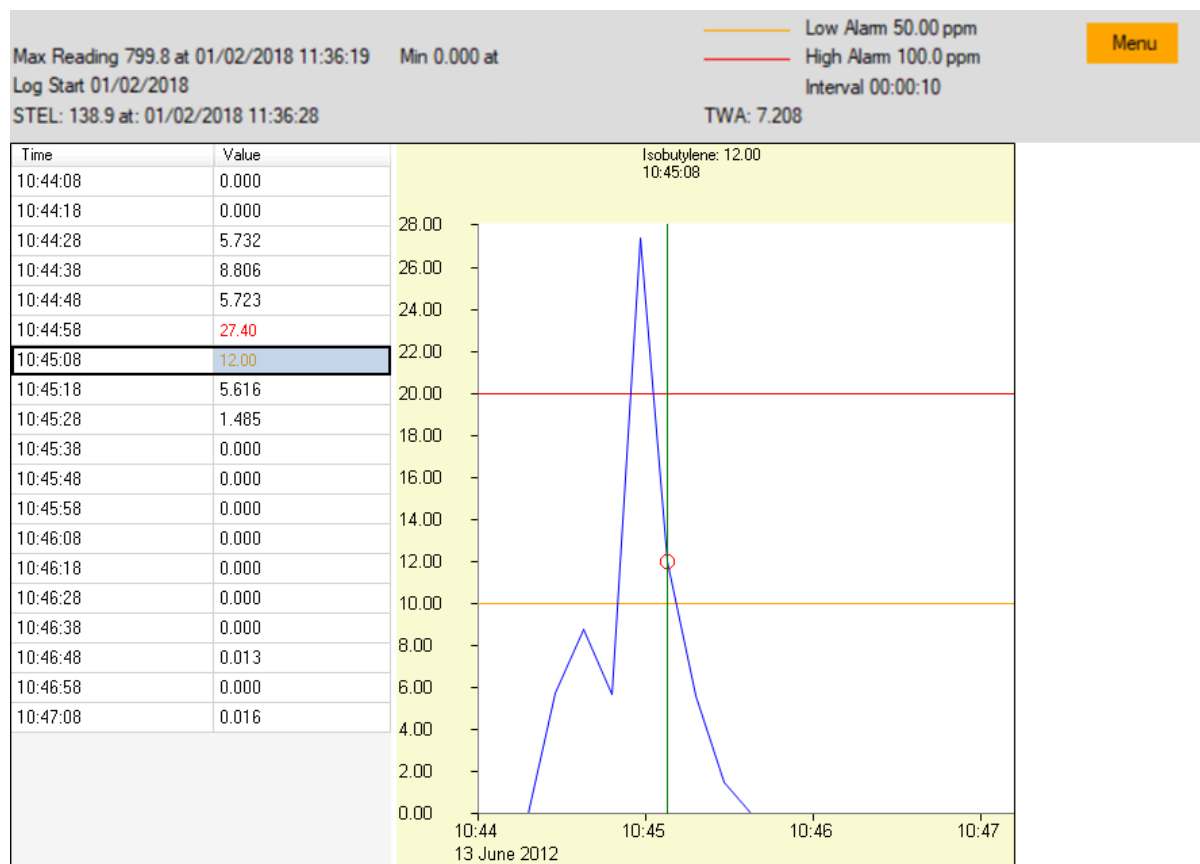 Max Reading 799.8 at 01/02/2018 11:36:19 Min 0.000 at
Log Start 01/02/2018
STEL: 138.9 at: 01/02/2018 11:36:28
Low Alarm 50.00 ppm
High Alarm 100.0 ppm
Interval 00:00:10
TWA: 7.208
Menu
Time Value
10:44:08 0.000
10:44:18 0.000
10:44:28 5.732
10:44:38 8.806
10:44:48 5.723
10:44:58 27.40
10:45:08 12.00
10:45:18 5.616
10:45:28 1.485
10:45:38 0.000
10:45:48 0.000
10:45:58 0.000
10:46:08 0.000
10:46:18 0.000
10:46:28 0.000
10:46:38 0.000
10:46:48 0.013
10:46:58 0.000
10:47:08 0.016
Isobutylene: 12.00
10:45:08
28.00
26.00
24.00
22.00
20.00
18.00
16.00
14.00
12.00
10.00
8.00
6.00
4.00
2.00
0.00
10:44 10:45 10:46 10:47
13 June 2012